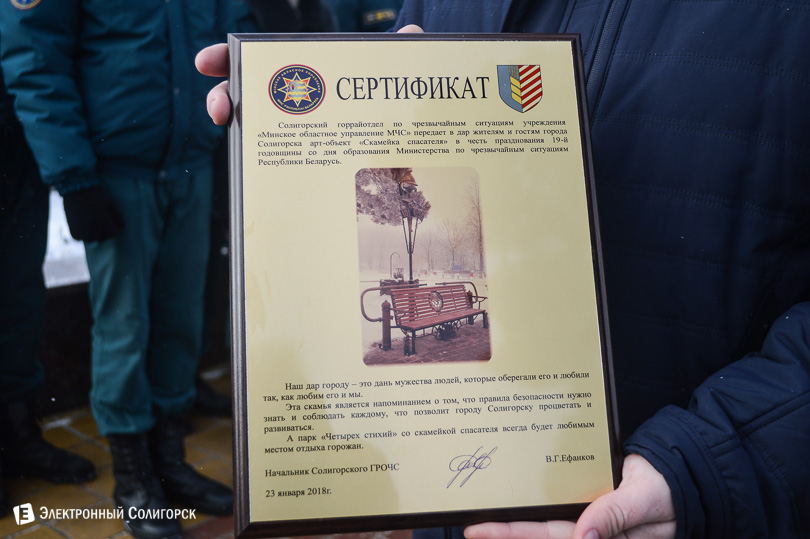 СЕРТИФИКАТ
Солигорский горрайотдел по чрезвычайным ситуациям учреждения
«Минское областное управление МЧС» передает в дар жителям и гостям города
Солигорска арт-объект «Скамейка спасателя» в честь празднования 19-й
годовщины со дня образования Министерства по чрезвычайным ситуациям
Республики Беларусь.
Наш дар городу – это дань мужества людей, которые оберегали его и любили
так, как любим его и мы.
Эта скамья является напоминанием о том, что правила безопасности нужно
знать и соблюдать каждому, что позволит городу Солигорску процветать и
развиваться.
А парк «Четырех стихий» со скамейкой спасателя всегда будет любимым
местом отдыха горожан.
Начальник Солигорского ГРОЧС В.Г.Ефанков
23 января 2018г.
Электронный Солигорск